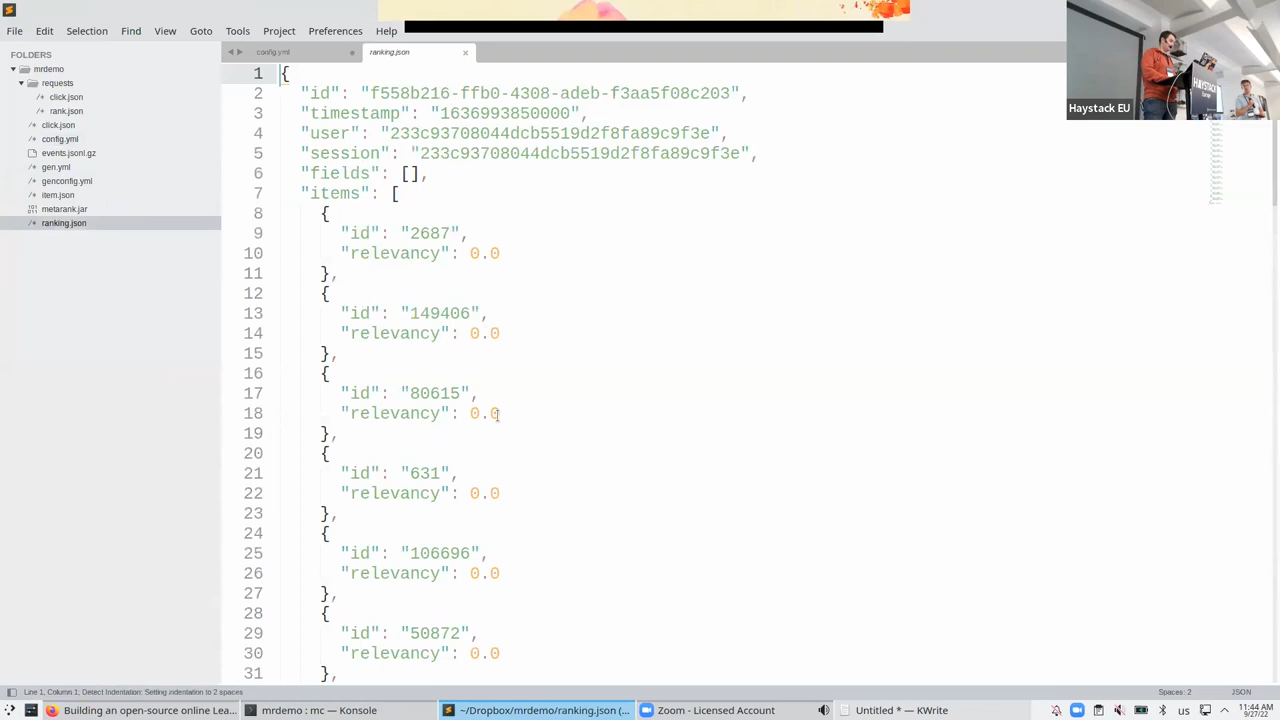 File Edit Selection Find View Goto Tools Project Preferences Help
FOLDERS
mrdemo
requests
click.json
rank.json
click.json
config.yml
events.jsonl.gz
gen.yml
genconfig.yml
item.json
metarank.jar
ranking.json
config.yml
ranking.json
1 {
2 "id": "f558b216-ffb0-4308-adeb-f3aa5f08c203",
3 "timestamp": "1636993850000",
4 "user": "233c93708044dcb5519d2f8fa89c9f3e",
5 "session": "233c93708044dcb5519d2f8fa89c9f3e",
6 "fields": [],
7 "items": [
8 {
9 "id": "2687",
10 "relevancy": 0.0
11 },
12 {
13 "id": "149406",
14 "relevancy": 0.0
15 },
16 {
17 "id": "80615",
18 "relevancy": 0.0
19 },
20 {
21 "id": "631",
22 "relevancy": 0.0
23 },
24 {
25 "id": "106696",
26 "relevancy": 0.0
27 },
28 {
29 "id": "50872",
30 "relevancy": 0.0
31 },
HAYSTACK
Haystack EU
Line 1, Column 1; Detect Indentation: Setting indentation to 2 spaces
Spaces: 2
JSON
Building an open-source online Lea...
mrdemo : mc — Konsole
~/Dropbox/mrdemo/ranking.json (...
Zoom - Licensed Account
Untitled * — KWrite
us
11:44 AM
9/27/22